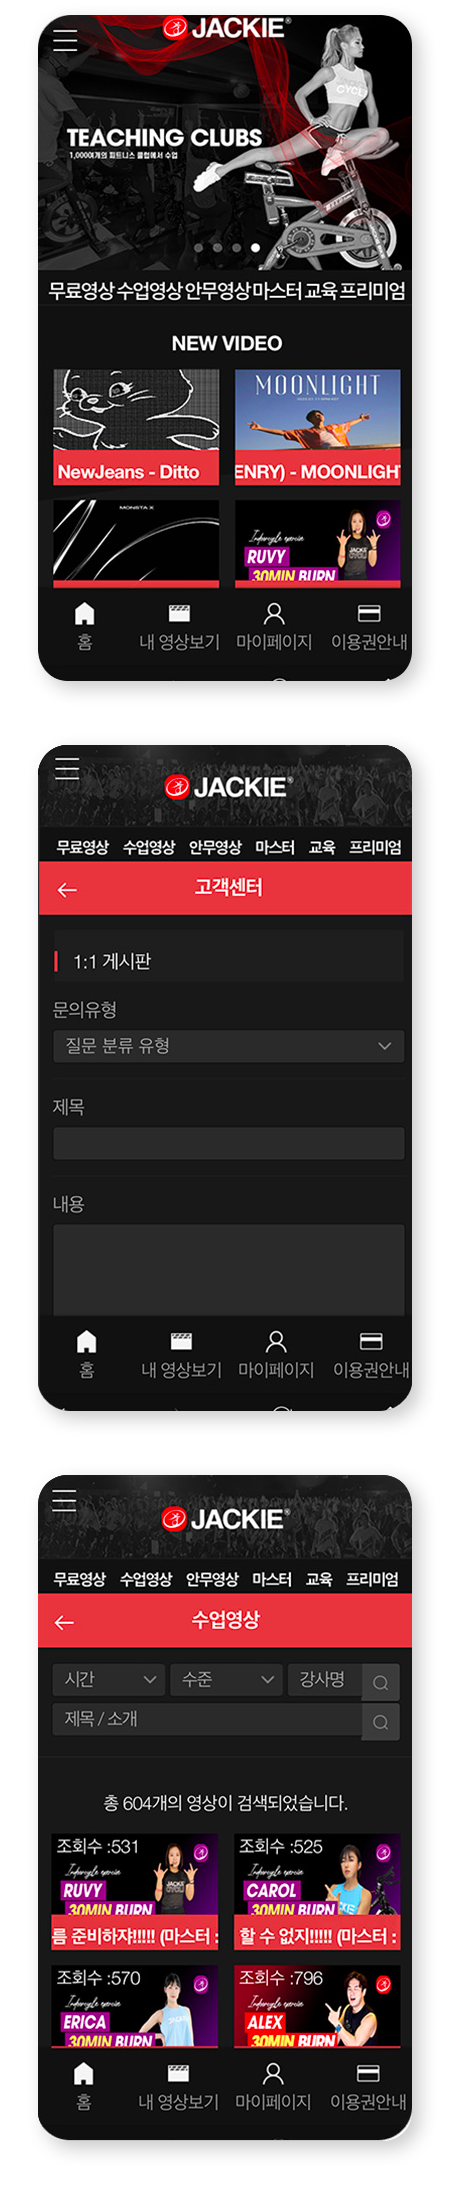 JACKIE®
TEACHING CLUBS
1,000여개의 피트니스 클럽에서 수업
무료영상 수업영상 안무영상 마스터 교육 프리미엄
NEW VIDEO
MOONLIGHT
NewJeans - Ditto
ENRY) - MOONLIGHT
MONSTA X
Indorcycle exercise
RUVY
30MIN BURN
홈 내 영상보기 마이페이지 이용권안내
JACKIE®
무료영상 수업영상 안무영상 마스터 교육 프리미엄
고객센터
1:1 게시판
문의유형
질문 분류 유형
제목
내용
홈 내 영상보기 마이페이지 이용권안내
JACKIE®
무료영상 수업영상 안무영상 마스터 교육 프리미엄
수업영상
시간 수준 강사명
제목 / 소개
총 604개의 영상이 검색되었습니다.
조회수 :531
Indorcycle exercise
RUVY
30MIN BURN
름 준비하쟈!!!!! (마스터 :
조회수 :525
Indorcycle exercise
CAROL
30MIN BURN
할 수 없지!!!!! (마스터 :
조회수 :570
Indorcycle exercise
ERICA
30MIN BURN
조회수 :796
Indorcycle exercise
ALEX
30MIN BURN
홈 내 영상보기 마이페이지 이용권안내